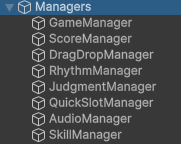 Managers
GameManager
ScoreManager
DragDropManager
RhythmManager
JudgmentManager
QuickSlotManager
AudioManager
SkillManager